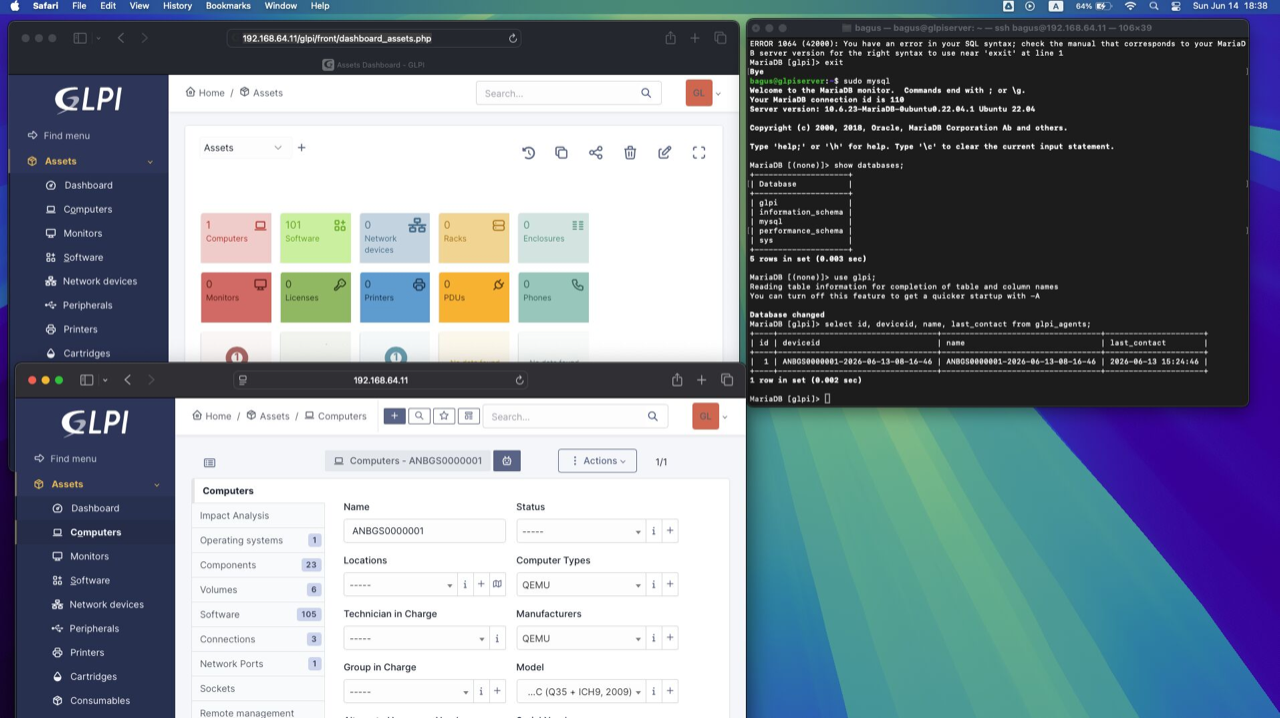 Safari File Edit View History Bookmarks Window Help A 64% Sun Jun 14 18:38
192.168.64.11/glpi/front/dashboard_assets.php
Assets Dashboard - GLPI
GLPI
Find menu
Assets
Dashboard
Computers
Monitors
Software
Network devices
Peripherals
Printers
Cartridges
Home / Assets
Search...
GL
Assets
1
Computers
101
Software
0
Network
devices
0
Racks
0
Enclosures
0
Monitors
0
Licenses
0
Printers
0
PDUs
0
Phones
bagus — bagus@glpiserver: ~ — ssh bagus@192.168.64.11 — 106×39
ERROR 1064 (42000): You have an error in your SQL syntax; check the manual that corresponds to your MariaD
B server version for the right syntax to use near 'exxit' at line 1
MariaDB [glpi]> exit
Bye
bagus@glpiserver:~$ sudo mysql
Welcome to the MariaDB monitor.  Commands end with ; or \g.
Your MariaDB connection id is 110
Server version: 10.6.23-MariaDB-0ubuntu0.22.04.1 Ubuntu 22.04
Copyright (c) 2000, 2018, Oracle, MariaDB Corporation Ab and others.
Type 'help;' or '\h' for help. Type '\c' to clear the current input statement.
MariaDB [(none)]> show databases;
+--------------------+
| Database           |
+--------------------+
| glpi               |
| information_schema |
| mysql              |
| performance_schema |
| sys                |
+--------------------+
5 rows in set (0.003 sec)
MariaDB [(none)]> use glpi;
Reading table information for completion of table and column names
You can turn off this feature to get a quicker startup with -A
Database changed
MariaDB [glpi]> select id, deviceid, name, last_contact from glpi_agents;
| id | deviceid | name | last_contact |
| 1 | ANBGS0000001-2026-06-13-08-16-46 | ANBGS0000001-2026-06-13-08-16-46 | 2026-06-13 15:24:46 |
1 row in set (0.002 sec)
MariaDB [glpi]>
192.168.64.11
GLPI
Find menu
Assets
Dashboard
Computers
Monitors
Software
Network devices
Peripherals
Printers
Cartridges
Consumables
Home / Assets / Computers
Search...
GL
Computers - ANBGS0000001
Actions
1/1
Computers
Impact Analysis
Operating systems 1
Components 23
Volumes 6
Software 105
Connections 3
Network Ports 1
Sockets
Remote management
Name
ANBGS0000001
Status
-----
Locations
-----
Computer Types
QEMU
Technician in Charge
-----
Manufacturers
QEMU
Group in Charge
-----
Model
...C (Q35 + ICH9, 2009)